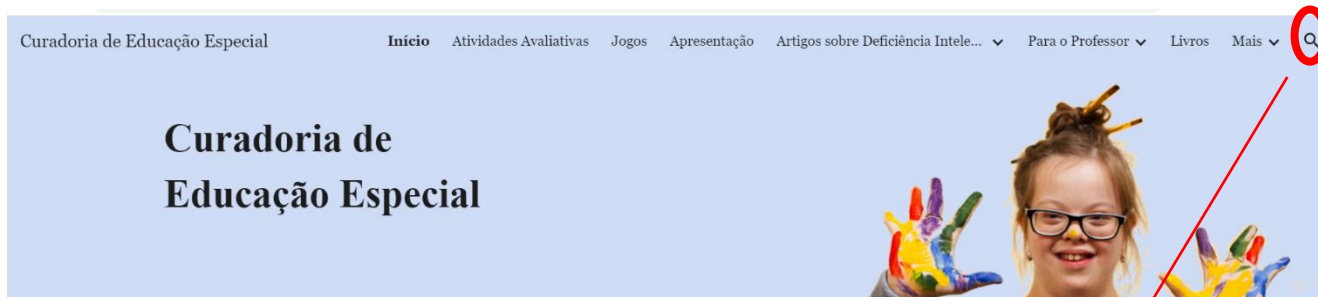 Curadoria de Educação Especial
Início Atividades Avaliativas Jogos Apresentação Artigos sobre Deficiência Intele... Para o Professor Livros Mais
Curadoria de
Educação Especial